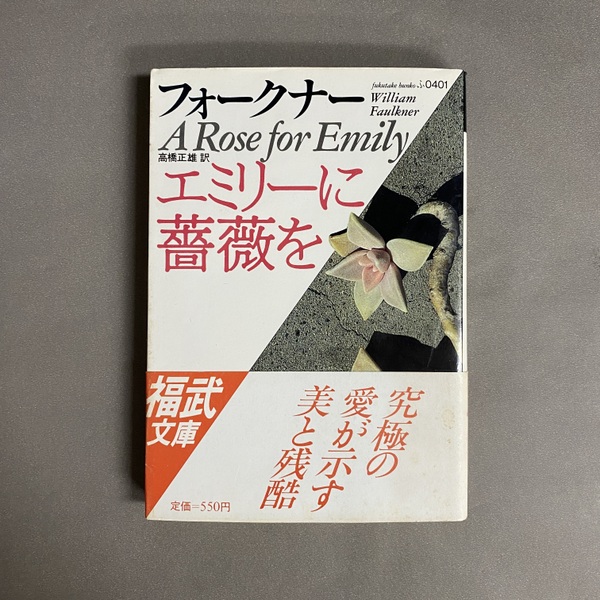 フォークナー
fukutake bunko ふ0401
William
Faulkner
A Rose for Emily
高橋正雄 訳
エミリーに
薔薇を
福武
文庫
究極の
愛が示す
美と残酷
定価=550円